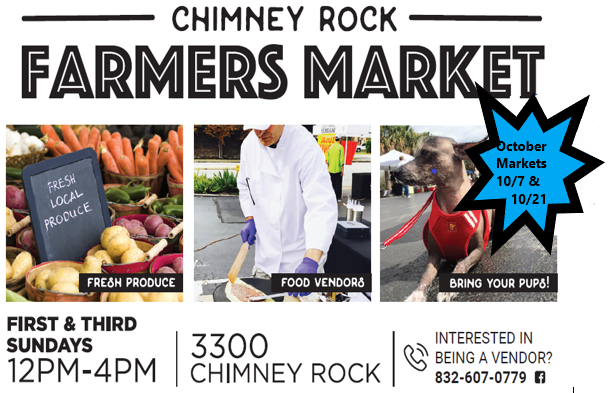 CHIMNEY ROCK
FARMERS MARKET
October
Markets
10/7 &
10/21
FRESH
LOCAL
PRODUCE
FRESH PRODUCE
FOOD VENDORS
BRING YOUR PUPS!
FIRST & THIRD
SUNDAYS
12PM-4PM
3300
CHIMNEY ROCK
INTERESTED IN
BEING A VENDOR?
832-607-0779